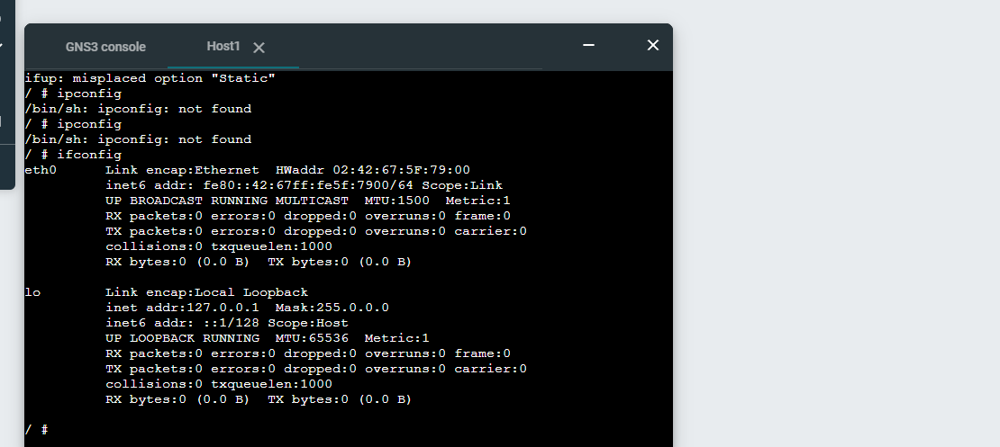 GNS3 console Host1
ifup: misplaced option "Static"
/ # ipconfig
/bin/sh: ipconfig: not found
/ # ipconfig
/bin/sh: ipconfig: not found
/ # ifconfig
eth0      Link encap:Ethernet  HWaddr 02:42:67:5F:79:00
          inet6 addr: fe80::42:67ff:fe5f:7900/64 Scope:Link
          UP BROADCAST RUNNING MULTICAST  MTU:1500  Metric:1
          RX packets:0 errors:0 dropped:0 overruns:0 frame:0
          TX packets:0 errors:0 dropped:0 overruns:0 carrier:0
          collisions:0 txqueuelen:1000
          RX bytes:0 (0.0 B)  TX bytes:0 (0.0 B)

lo        Link encap:Local Loopback
          inet addr:127.0.0.1  Mask:255.0.0.0
          inet6 addr: ::1/128 Scope:Host
          UP LOOPBACK RUNNING  MTU:65536  Metric:1
          RX packets:0 errors:0 dropped:0 overruns:0 frame:0
          TX packets:0 errors:0 dropped:0 overruns:0 carrier:0
          collisions:0 txqueuelen:1000
          RX bytes:0 (0.0 B)  TX bytes:0 (0.0 B)

/ #